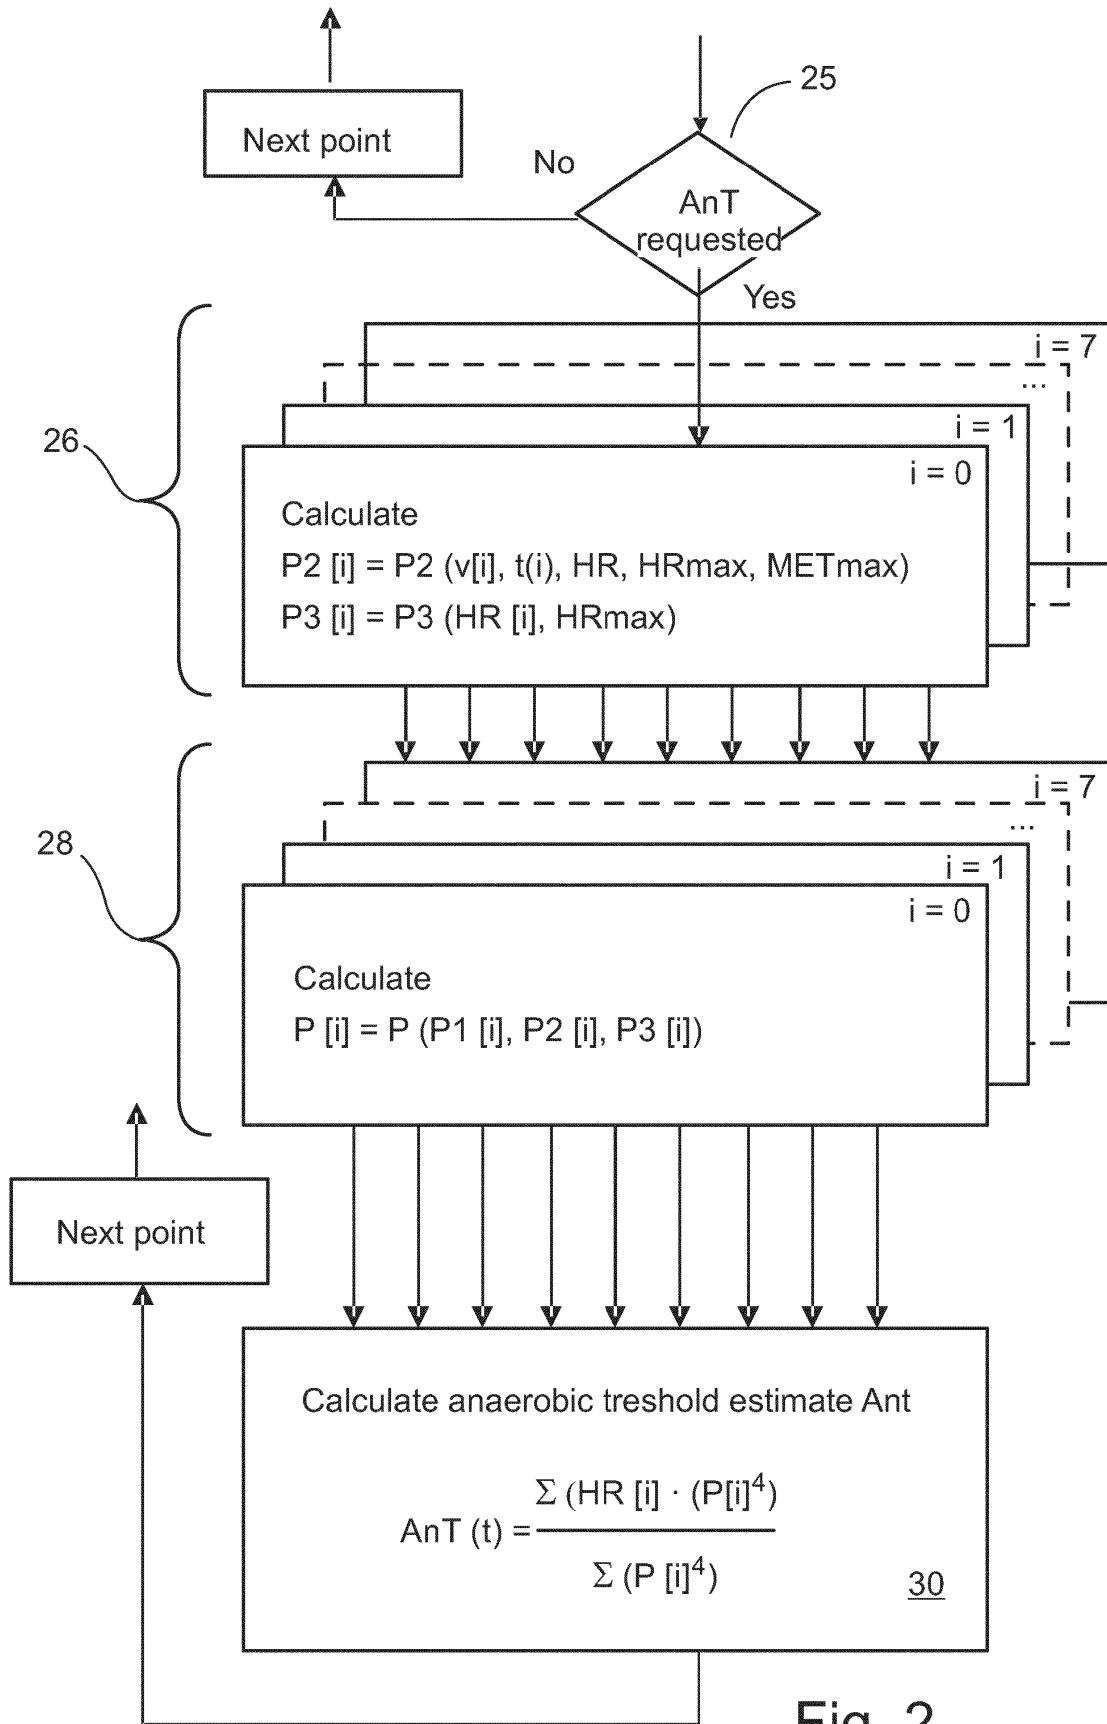 25
Next point
No
AnT
requested
Yes
i = 7
...
i = 1
i = 0
26
Calculate
P2 [i] = P2 (v[i], t(i), HR, HRmax, METmax)
P3 [i] = P3 (HR [i], HRmax)
i = 7
...
i = 1
i = 0
28
Calculate
P [i] = P (P1 [i], P2 [i], P3 [i])
Next point
Calculate anaerobic treshold estimate Ant
AnT (t) = Σ (HR [i] · (P[i]⁴) / Σ (P [i]⁴)
30
Fig. 2